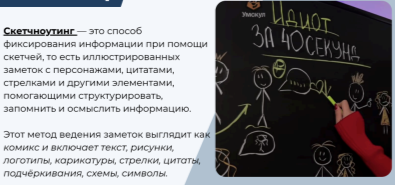 Скетчноутинг — это способ
фиксирования информации при помощи
скетчей, то есть иллюстрированных
заметок с персонажами, цитатами,
стрелками и другими элементами,
помогающими структурировать,
запомнить и осмыслить информацию.
Этот метод ведения заметок выглядит как
комикс и включает текст, рисунки,
логотипы, карикатуры, стрелки, цитаты,
подчёркивания, схемы, символы.
Умскул
ИДИОТ
ЗА 40 СЕКУНД